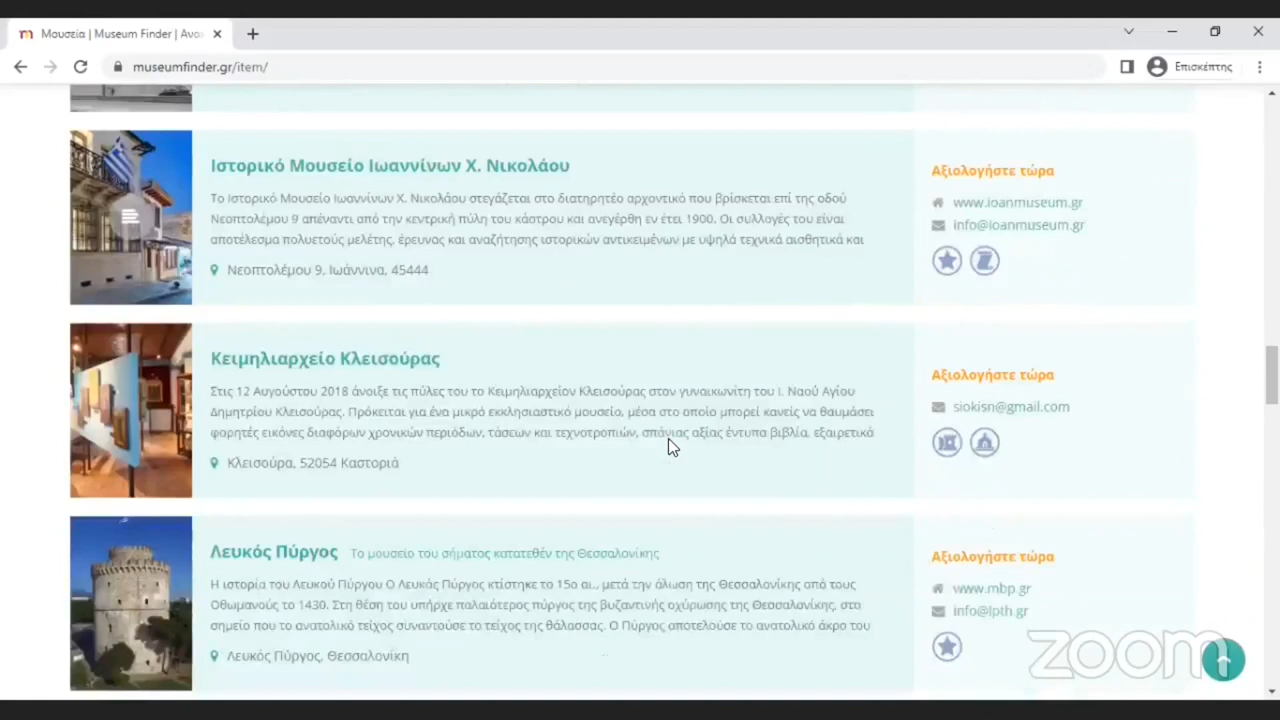 Μουσεία | Museum Finder | Ανα
museumfinder.gr/item/
Επισκέπτης
Ιστορικό Μουσείο Ιωαννίνων Χ. Νικολάου
Το Ιστορικό Μουσείο Ιωαννίνων Χ. Νικολάου στεγάζεται στο διατηρητέο αρχοντικό που βρίσκεται επί της οδού
Νεοπτολέμου 9 απέναντι από την κεντρική πύλη του κάστρου και ανεγέρθη εν έτει 1900. Οι συλλογές του είναι
αποτέλεσμα πολυετούς μελέτης, έρευνας και αναζήτησης ιστορικών αντικειμένων με υψηλά τεχνικά αισθητικά και
Νεοπτολέμου 9, Ιωάννινα, 45444
Αξιολογήστε τώρα
www.ioanmuseum.gr
info@ioanmuseum.gr
Κειμηλιαρχείο Κλεισούρας
Στις 12 Αυγούστου 2018 άνοιξε τις πύλες του το Κειμηλιαρχείον Κλεισούρας στον γυναικωνίτη του Ι. Ναού Αγίου
Δημητρίου Κλεισούρας. Πρόκειται για ένα μικρό εκκλησιαστικό μουσείο, μέσα στο οποίο μπορεί κανείς να θαυμάσει
φορητές εικόνες διαφόρων χρονικών περιόδων, τάσεων και τεχνοτροπιών, σπάνιας αξίας έντυπα βιβλία, εξαιρετικά
Κλεισούρα, 52054 Καστοριά
Αξιολογήστε τώρα
siokisn@gmail.com
Λευκός Πύργος Το μουσείο του σήματος κατατεθέν της Θεσσαλονίκης
Η ιστορία του Λευκού Πύργου Ο Λευκός Πύργος κτίστηκε το 15ο αι., μετά την άλωση της Θεσσαλονίκης από τους
Οθωμανούς το 1430. Στη θέση του υπήρχε παλαιότερος πύργος της βυζαντινής οχύρωσης της Θεσσαλονίκης, στο
σημείο που το ανατολικό τείχος συναντούσε το τείχος της θάλασσας. Ο Πύργος αποτελούσε το ανατολικό άκρο του
Λευκός Πύργος, Θεσσαλονίκη
Αξιολογήστε τώρα
www.mbp.gr
info@lpth.gr
zoom